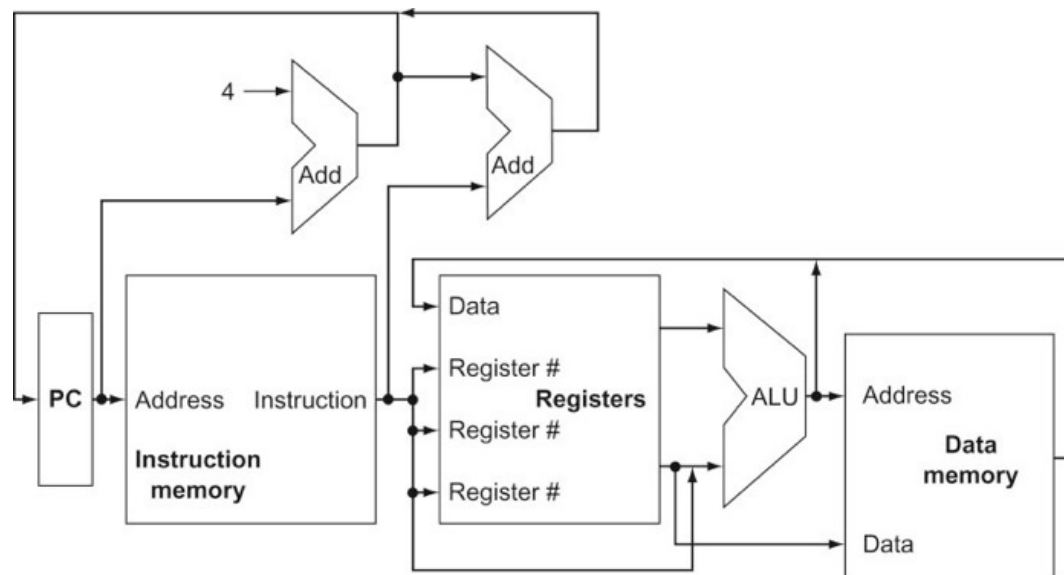 4
Add
Add
Data
Register #
PC
Address
Instruction
Registers
ALU
Address
Register #
Instruction
memory
Data
memory
Register #
Data